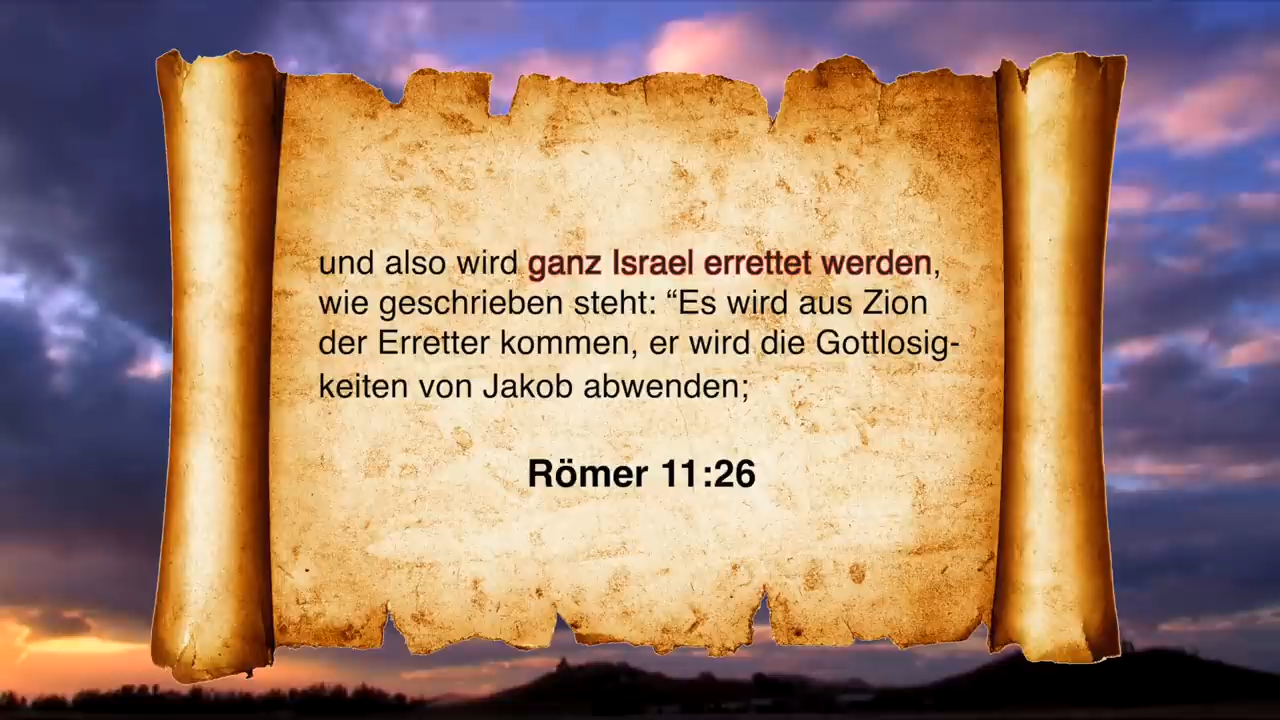 und also wird ganz Israel errettet werden,
wie geschrieben steht: “Es wird aus Zion
der Erretter kommen, er wird die Gottlosig-
keiten von Jakob abwenden;
Römer 11:26